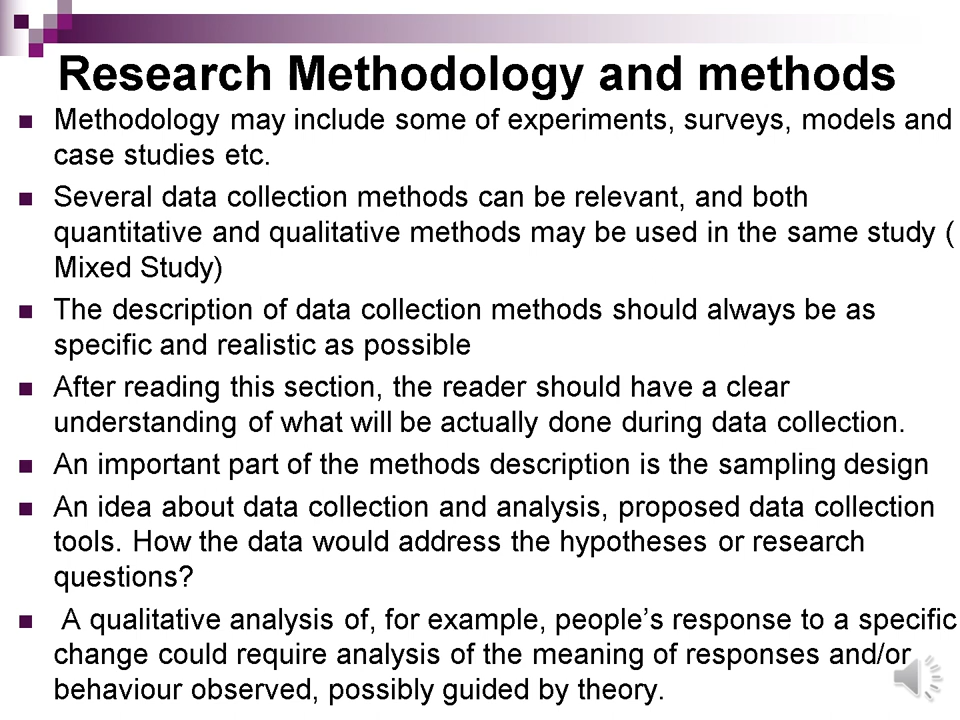 Research Methodology and methods
Methodology may include some of experiments, surveys, models and
case studies etc.
Several data collection methods can be relevant, and both
quantitative and qualitative methods may be used in the same study (
Mixed Study)
The description of data collection methods should always be as
specific and realistic as possible
After reading this section, the reader should have a clear
understanding of what will be actually done during data collection.
An important part of the methods description is the sampling design
An idea about data collection and analysis, proposed data collection
tools. How the data would address the hypotheses or research
questions?
A qualitative analysis of, for example, people’s response to a specific
change could require analysis of the meaning of responses and/or
behaviour observed, possibly guided by theory.